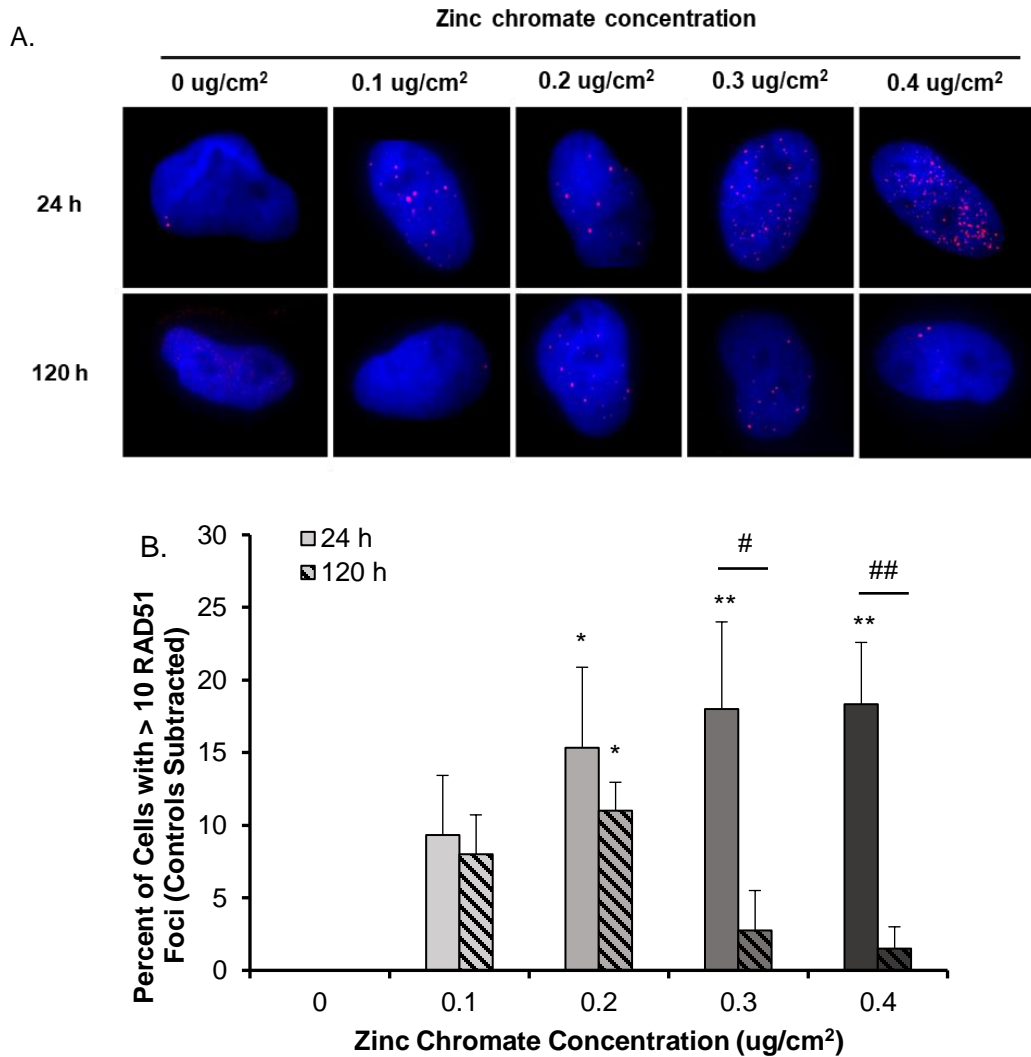 A.
Zinc chromate concentration
0 ug/cm² 0.1 ug/cm² 0.2 ug/cm² 0.3 ug/cm² 0.4 ug/cm²
24 h
120 h
B.
24 h
120 h
30
25
20
15
10
5
0
Percent of Cells with > 10 RAD51
Foci (Controls Subtracted)
#
##
**
**
*
*
0 0.1 0.2 0.3 0.4
Zinc Chromate Concentration (ug/cm²)